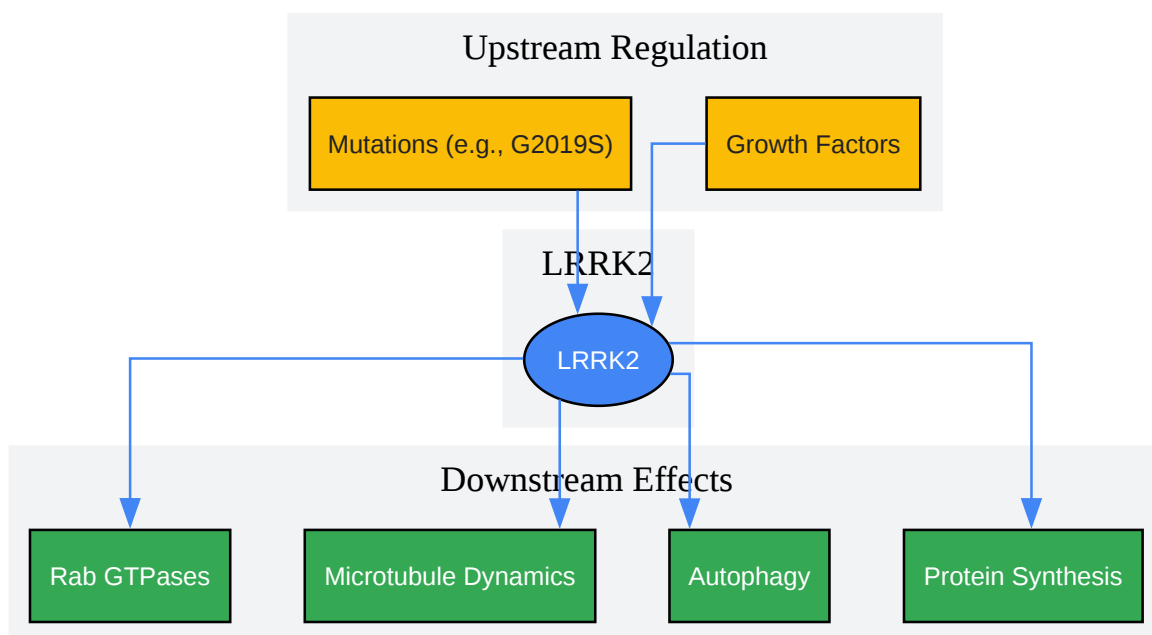 Upstream Regulation
Mutations (e.g., G2019S)
Growth Factors
LRRK2
LRRK2
Downstream Effects
Rab GTPases
Microtubule Dynamics
Autophagy
Protein Synthesis